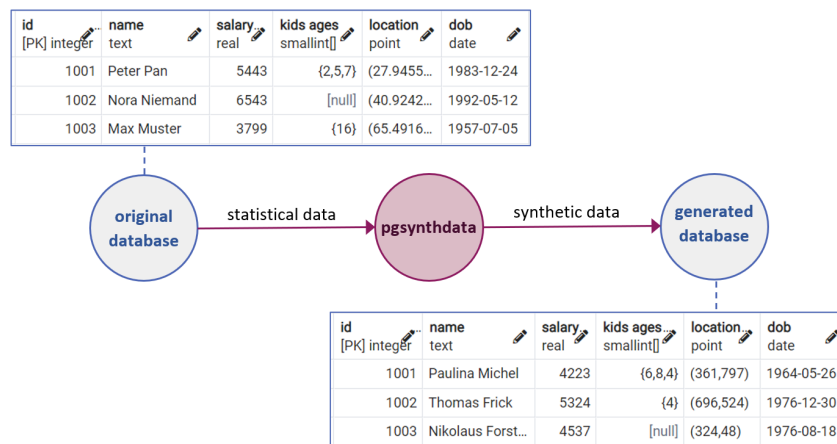 id name salary... kids ages location dob
[PK] integer text real smallint[] point date
1001 Peter Pan 5443 {2,5,7} (27.9455... 1983-12-24
1002 Nora Niemand 6543 [null] (40.9242... 1992-05-12
1003 Max Muster 3799 {16} (65.4916... 1957-07-05
original
database
statistical data
pgsynthdata
synthetic data
generated
database
id name salary... kids ages... location... dob
[PK] integer text real smallint[] point date
1001 Paulina Michel 4223 {6,8,4} (361,797) 1964-05-26
1002 Thomas Frick 5324 {4} (696,524) 1976-12-30
1003 Nikolaus Forst... 4537 [null] (324,48) 1976-08-18